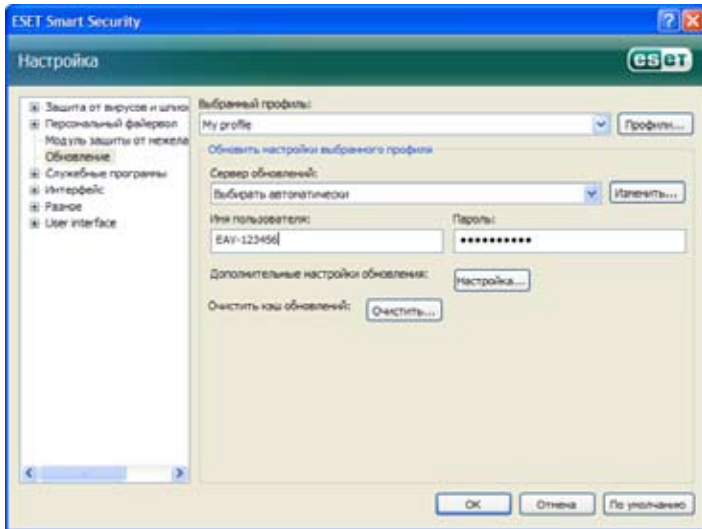 ESET Smart Security
Настройка
eset
Защита от вирусов и шпион
Персональный файервол
Модуль защиты от нежела
Обновление
Служебные программы
Интерфейс
Разное
User interface
Выбранный профиль:
My profile
Профили...
Обновить настройки выбранного профиля
Сервер обновлений:
Выбирать автоматически
Изменить...
Имя пользователя:
Пароль:
EAV-123456
••••••••••
Дополнительные настройки обновления:
Настройка...
Очистить кэш обновлений:
Очистить...
OK
Отмена
По умолчанию